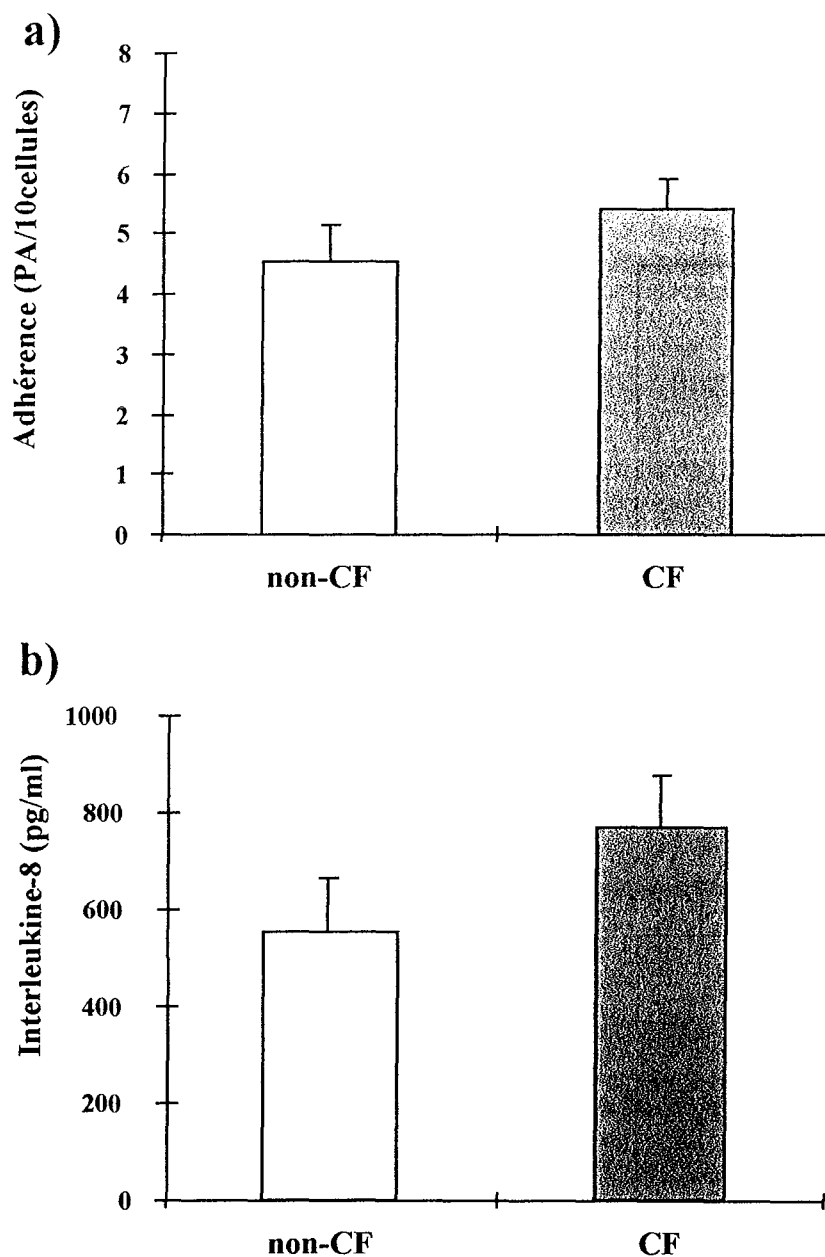 a)
Adhérence (PA/10cellules)
8
7
6
5
4
3
2
1
0
non-CF
CF
b)
Interleukine-8 (pg/ml)
1000
800
600
400
200
0
non-CF
CF